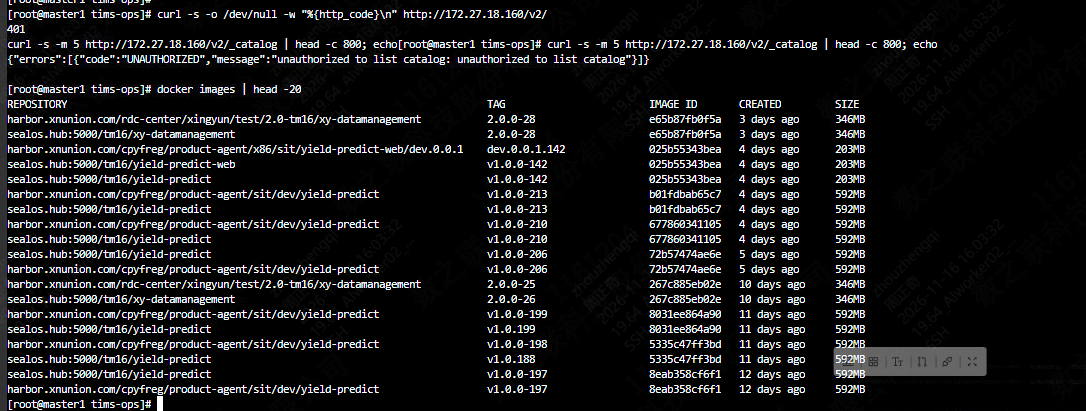 [root@master1 tims-ops]# curl -s -o /dev/null -w "%{http_code}\n" http://172.27.18.160/v2/
401
curl -s -m 5 http://172.27.18.160/v2/_catalog | head -c 800; echo[root@master1 tims-ops]# curl -s -m 5 http://172.27.18.160/v2/_catalog | head -c 800; echo
{"errors":[{"code":"UNAUTHORIZED","message":"unauthorized to list catalog: unauthorized to list catalog"}]}
[root@master1 tims-ops]# docker images | head -20
REPOSITORY TAG IMAGE ID CREATED SIZE
harbor.xnunion.com/rdc-center/xingyun/test/2.0-tm16/xy-datamanagement 2.0.0-28 e65b87fb0f5a 3 days ago 346MB
sealos.hub:5000/tm16/xy-datamanagement 2.0.0-28 e65b87fb0f5a 3 days ago 346MB
harbor.xnunion.com/cpyfreg/product-agent/x86/sit/yield-predict-web/dev.0.0.1 dev.0.0.1.142 025b55343bea 4 days ago 203MB
sealos.hub:5000/tm16/yield-predict-web v1.0.0-142 025b55343bea 4 days ago 203MB
sealos.hub:5000/tm16/yield-predict v1.0.0-142 025b55343bea 4 days ago 203MB
harbor.xnunion.com/cpyfreg/product-agent/sit/dev/yield-predict v1.0.0-213 b01fdbab65c7 4 days ago 592MB
sealos.hub:5000/tm16/yield-predict v1.0.0-213 b01fdbab65c7 4 days ago 592MB
harbor.xnunion.com/cpyfreg/product-agent/sit/dev/yield-predict v1.0.0-210 677860341105 4 days ago 592MB
sealos.hub:5000/tm16/yield-predict v1.0.0-210 677860341105 4 days ago 592MB
sealos.hub:5000/tm16/yield-predict v1.0.0-206 72b57474ae6e 5 days ago 592MB
harbor.xnunion.com/cpyfreg/product-agent/sit/dev/yield-predict v1.0.0-206 72b57474ae6e 5 days ago 592MB
harbor.xnunion.com/rdc-center/xingyun/test/2.0-tm16/xy-datamanagement 2.0.0-25 267c885eb02e 10 days ago 346MB
sealos.hub:5000/tm16/xy-datamanagement 2.0.0-26 267c885eb02e 10 days ago 346MB
harbor.xnunion.com/cpyfreg/product-agent/sit/dev/yield-predict v1.0.0-199 8031ee864a90 11 days ago 592MB
sealos.hub:5000/tm16/yield-predict v1.0.199 8031ee864a90 11 days ago 592MB
harbor.xnunion.com/cpyfreg/product-agent/sit/dev/yield-predict v1.0.0-198 5335c47ff3bd 11 days ago 592MB
sealos.hub:5000/tm16/yield-predict v1.0.188 5335c47ff3bd 11 days ago 592MB
sealos.hub:5000/tm16/yield-predict v1.0.0-197 8eab358cf6f1 12 days ago 592MB
harbor.xnunion.com/cpyfreg/product-agent/sit/dev/yield-predict v1.0.0-197 8eab358cf6f1 12 days ago 592MB
[root@master1 tims-ops]#